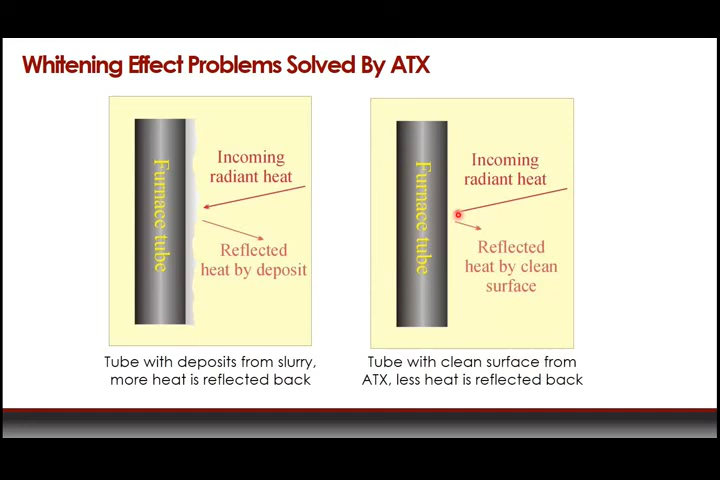 Whitening Effect Problems Solved By ATX
Furnace tube
Incoming
radiant heat
Reflected
heat by deposit
Tube with deposits from slurry,
more heat is reflected back
Furnace tube
Incoming
radiant heat
Reflected
heat by clean
surface
Tube with clean surface from
ATX, less heat is reflected back